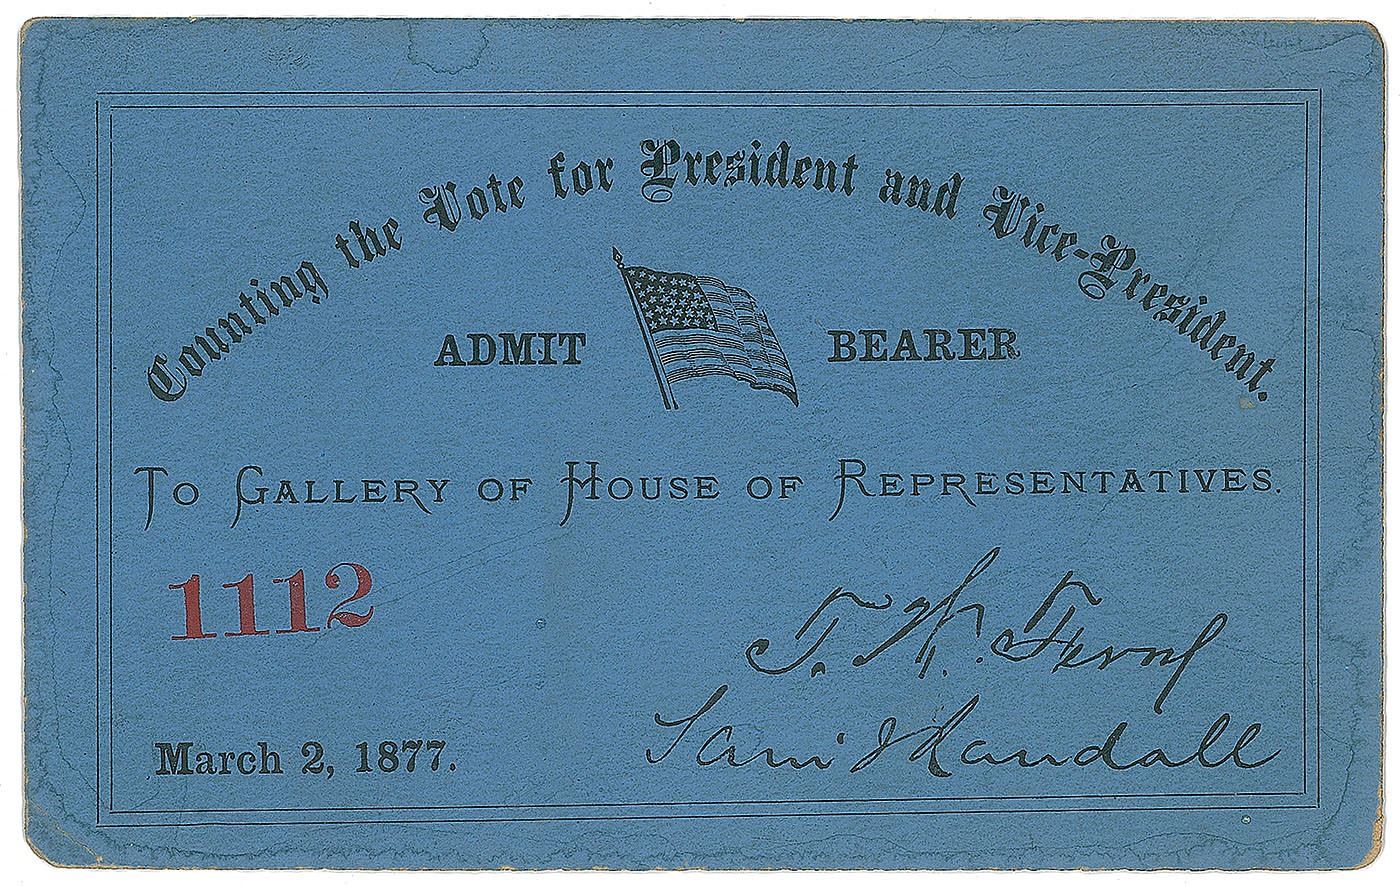 Counting the Vote for President and Vice-President.
ADMIT BEARER
TO GALLERY OF HOUSE OF REPRESENTATIVES.
1112
T. W. Ferry
Sam J Randall
March 2, 1877.